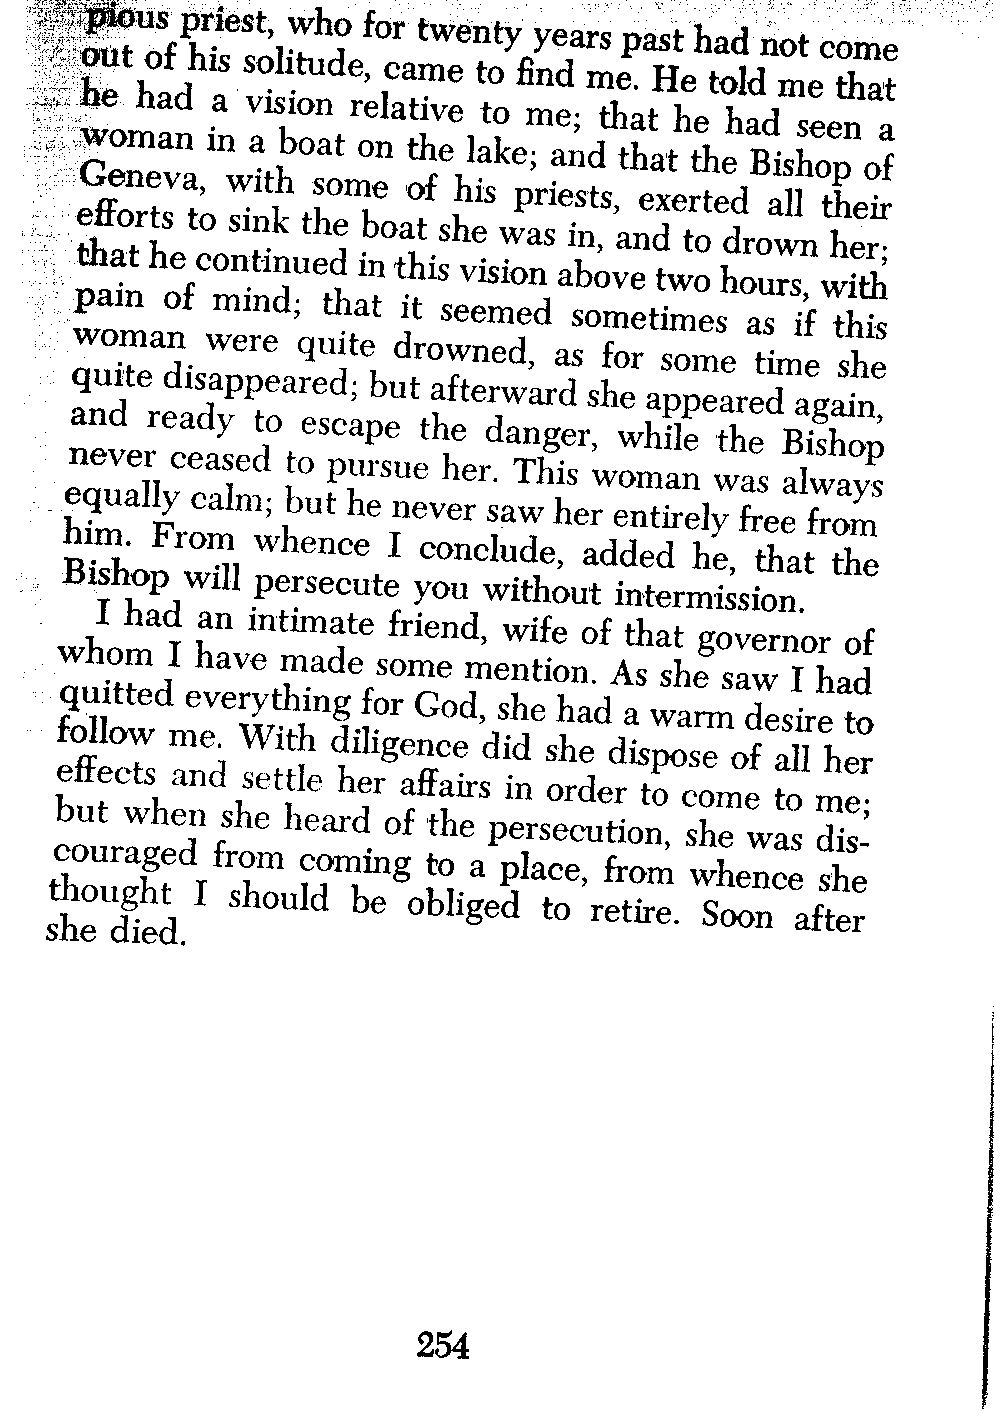 pious priest, who for twenty years past had not come
out of his solitude, came to find me. He told me that
he had a vision relative to me; that he had seen a
woman in a boat on the lake; and that the Bishop of
Geneva, with some of his priests, exerted all their
efforts to sink the boat she was in, and to drown her;
that he continued in this vision above two hours, with
pain of mind; that it seemed sometimes as if this
woman were quite drowned, as for some time she
quite disappeared; but afterward she appeared again,
and ready to escape the danger, while the Bishop
never ceased to pursue her. This woman was always
equally calm; but he never saw her entirely free from
him. From whence I conclude, added he, that the
Bishop will persecute you without intermission.
I had an intimate friend, wife of that governor of
whom I have made some mention. As she saw I had
quitted everything for God, she had a warm desire to
follow me. With diligence did she dispose of all her
effects and settle her affairs in order to come to me;
but when she heard of the persecution, she was dis-
couraged from coming to a place, from whence she
thought I should be obliged to retire. Soon after
she died.
254